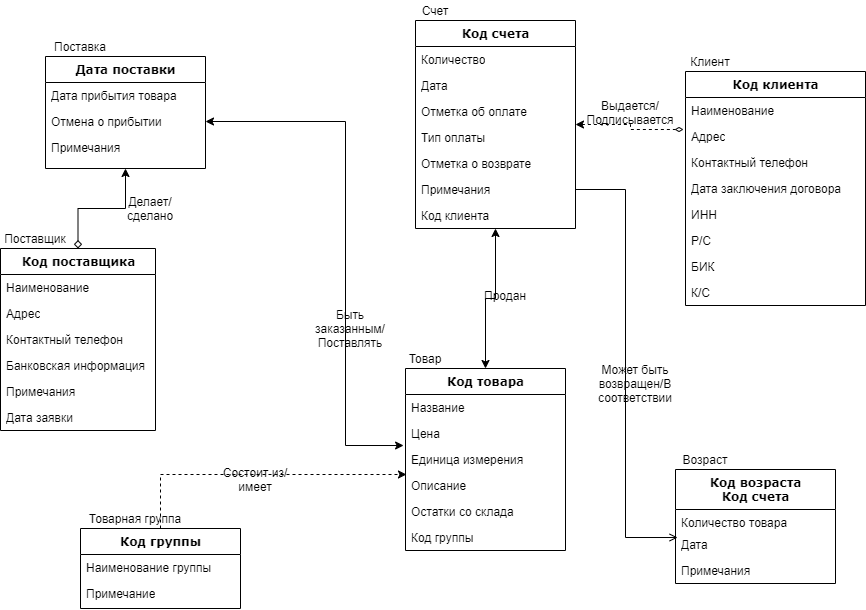 Поставка
Дата поставки
Дата прибытия товара
Отмена о прибытии
Примечания
Счет
Код счета
Количество
Дата
Отметка об оплате
Тип оплаты
Отметка о возврате
Примечания
Код клиента
Клиент
Код клиента
Наименование
Адрес
Контактный телефон
Дата заключения договора
ИНН
Р/С
БИК
К/С
Выдается/
Подписывается
Делает/
сделано
Поставщик
Код поставщика
Наименование
Адрес
Контактный телефон
Банковская информация
Примечания
Дата заявки
Быть
заказанным/
Поставлять
Продан
Может быть
возвращен/В
соответствии
Товар
Код товара
Название
Цена
Единица измерения
Описание
Остатки со склада
Код группы
Состоит из/
имеет
Товарная группа
Код группы
Наименование группы
Примечание
Возраст
Код возраста
Код счета
Количество товара
Дата
Примечания